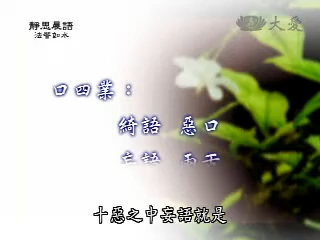 靜思晨語
法譬如水
大愛
口四業：
綺語 惡口
十惡之中妄語就是